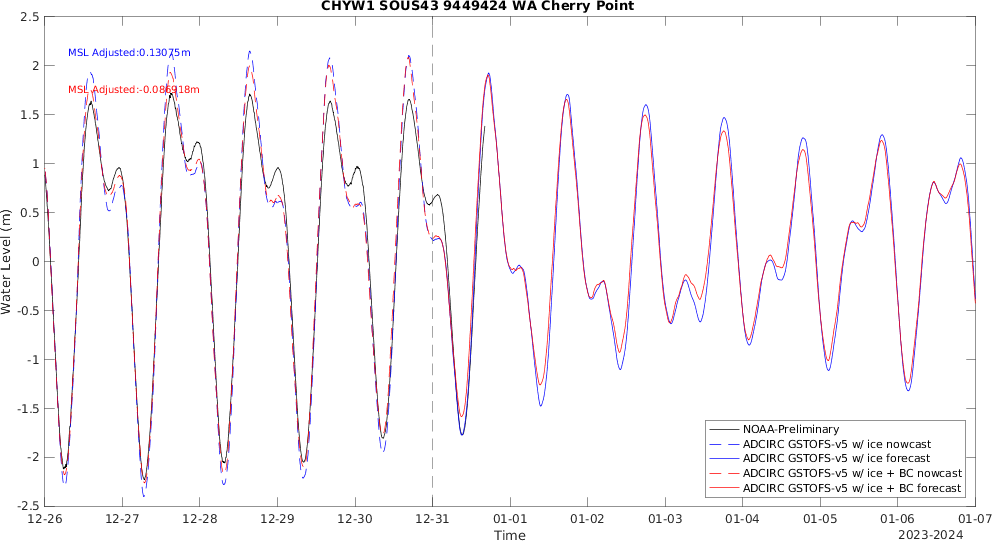 CHYW1 SOUS43 9449424 WA Cherry Point
MSL Adjusted:0.13075m
MSL Adjusted:-0.086918m
2.5
2
1.5
1
0.5
0
-0.5
-1
-1.5
-2
-2.5
Water Level (m)
12-26 12-27 12-28 12-29 12-30 12-31 01-01 01-02 01-03 01-04 01-05 01-06 01-07
Time
2023-2024
NOAA-Preliminary
ADCIRC GSTOFS-v5 w/ ice nowcast
ADCIRC GSTOFS-v5 w/ ice forecast
ADCIRC GSTOFS-v5 w/ ice + BC nowcast
ADCIRC GSTOFS-v5 w/ ice + BC forecast